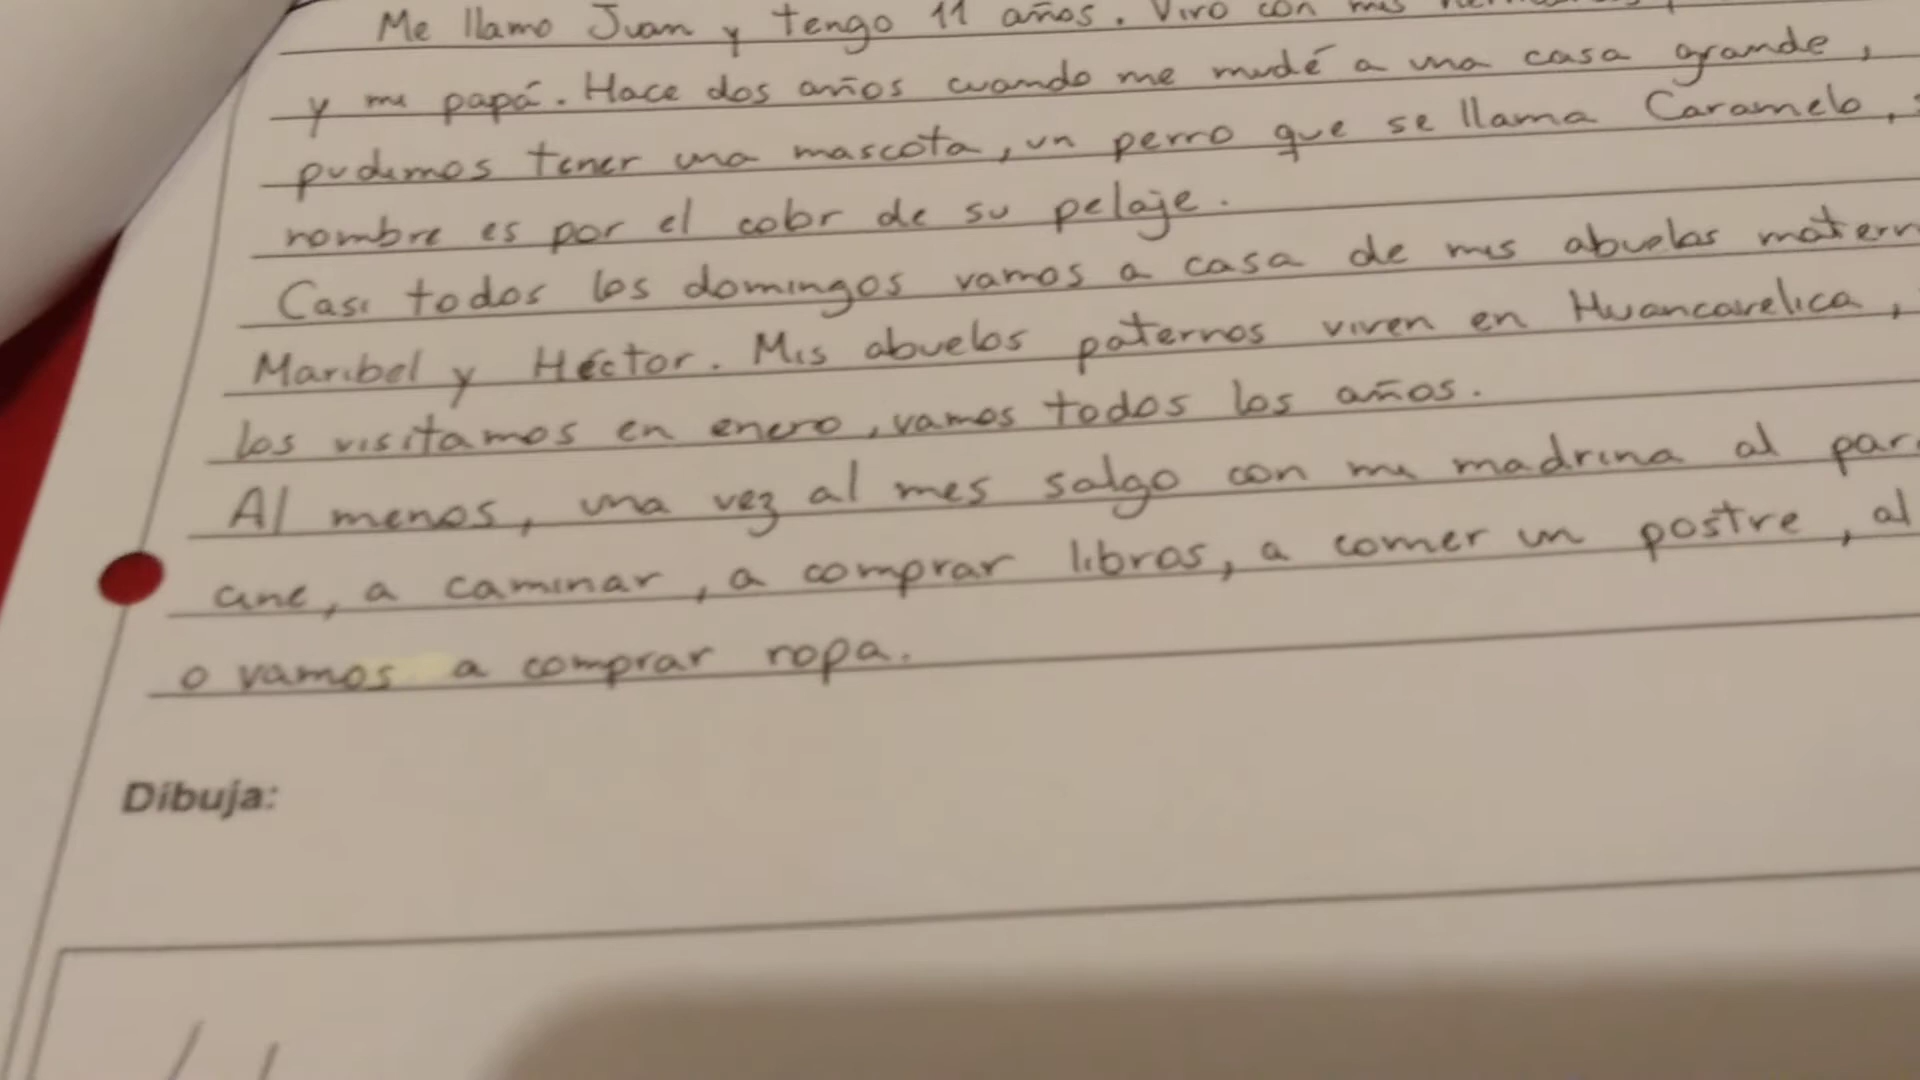 Me llamo Juan y tengo 11 años. Vivo con mis
y mi papá. Hace dos años cuando me mudé a una casa grande,
pudimos tener una mascota, un perro que se llama Caramelo,
nombre es por el color de su pelaje.
Casi todos los domingos vamos a casa de mis abuelos matern
Maribel y Héctor. Mis abuelos paternos viven en Huancavelica,
los visitamos en enero, vamos todos los años.
Al menos, una vez al mes salgo con mi madrina al par
cine, a caminar, a comprar libros, a comer un postre, al
o vamos a comprar ropa.
Dibuja: